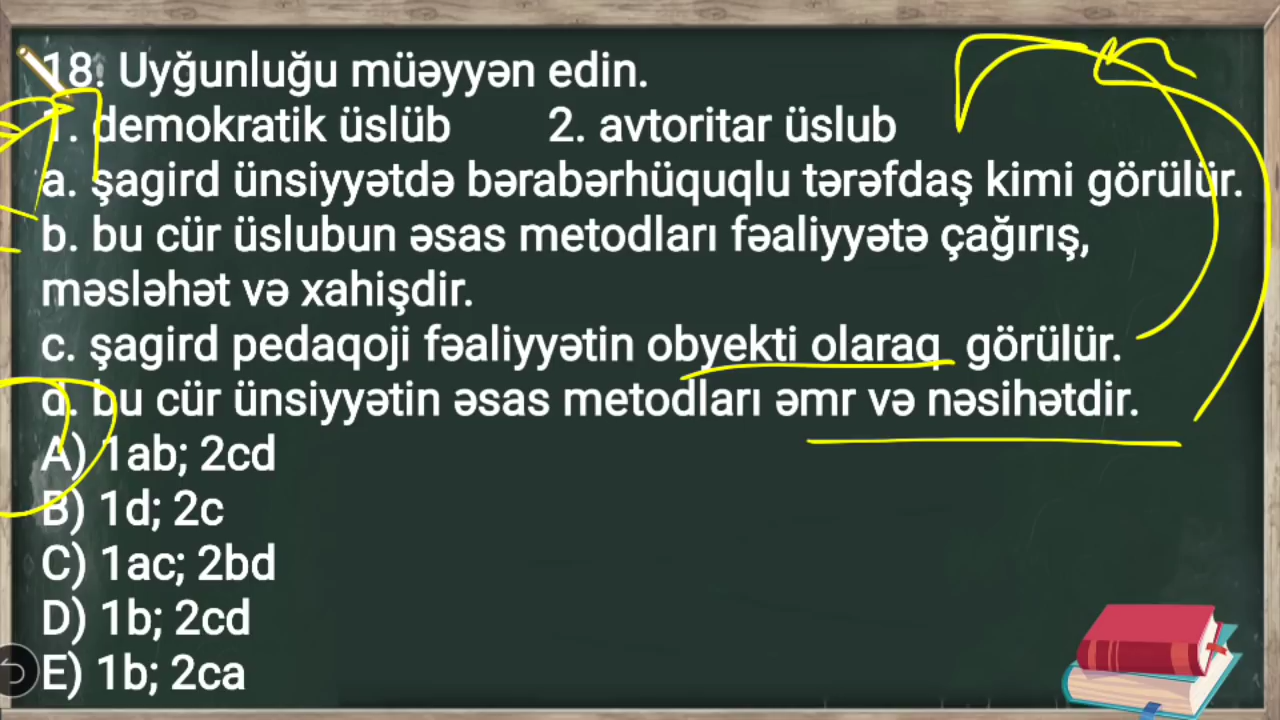 18. Uyğunluğu müəyyən edin.
1. demokratik üslüb 2. avtoritar üslub
a. şagird ünsiyyətdə bərabərhüquqlu tərəfdaş kimi görülür.
b. bu cür üslubun əsas metodları fəaliyyətə çağırış,
məsləhət və xahişdir.
c. şagird pedaqoji fəaliyyətin obyekti olaraq görülür.
d. bu cür ünsiyyətin əsas metodları əmr və nəsihətdir.
A) 1ab; 2cd
B) 1d; 2c
C) 1ac; 2bd
D) 1b; 2cd
E) 1b; 2ca